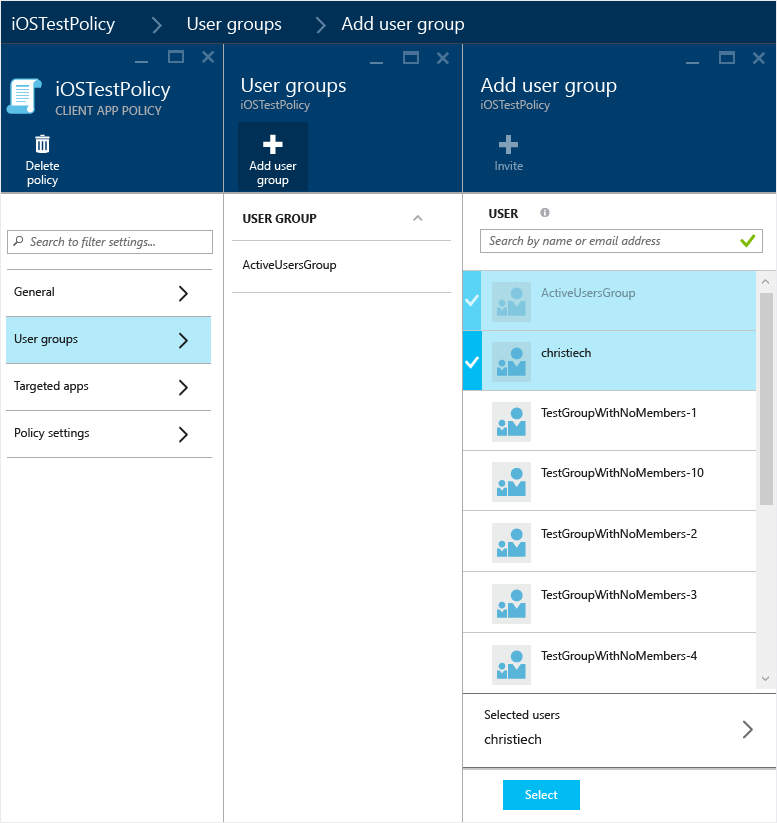 iOSTestPolicy
User groups
Add user group
iOSTestPolicy
CLIENT APP POLICY
Delete
policy
Search to filter settings...
General
User groups
Targeted apps
Policy settings
User groups
iOSTestPolicy
Add user
group
USER GROUP
ActiveUsersGroup
Add user group
iOSTestPolicy
Invite
USER
Search by name or email address
ActiveUsersGroup
christiech
TestGroupWithNoMembers-1
TestGroupWithNoMembers-10
TestGroupWithNoMembers-2
TestGroupWithNoMembers-3
TestGroupWithNoMembers-4
Selected users
christiech
Select